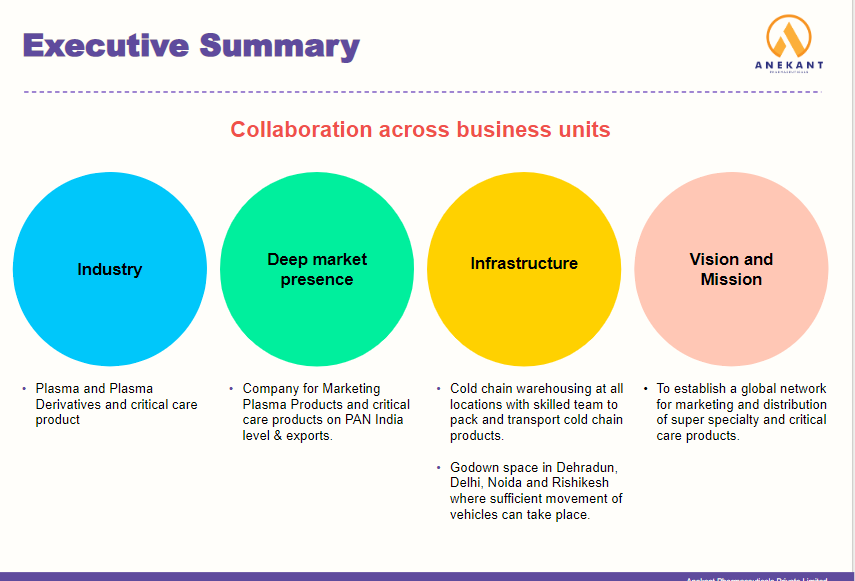 Executive Summary
ANEKANT
PHARMACEUTICALS
Collaboration across business units
Industry
Deep market
presence
Infrastructure
Vision and
Mission
• Plasma and Plasma
Derivatives and critical care
product
• Company for Marketing
Plasma Products and critical
care products on PAN India
level & exports.
• Cold chain warehousing at all
locations with skilled team to
pack and transport cold chain
products.
• Godown space in Dehradun,
Delhi, Noida and Rishikesh
where sufficient movement of
vehicles can take place.
• To establish a global network
for marketing and distribution
of super specialty and critical
care products.
Anekant Pharmaceuticals Private Limited